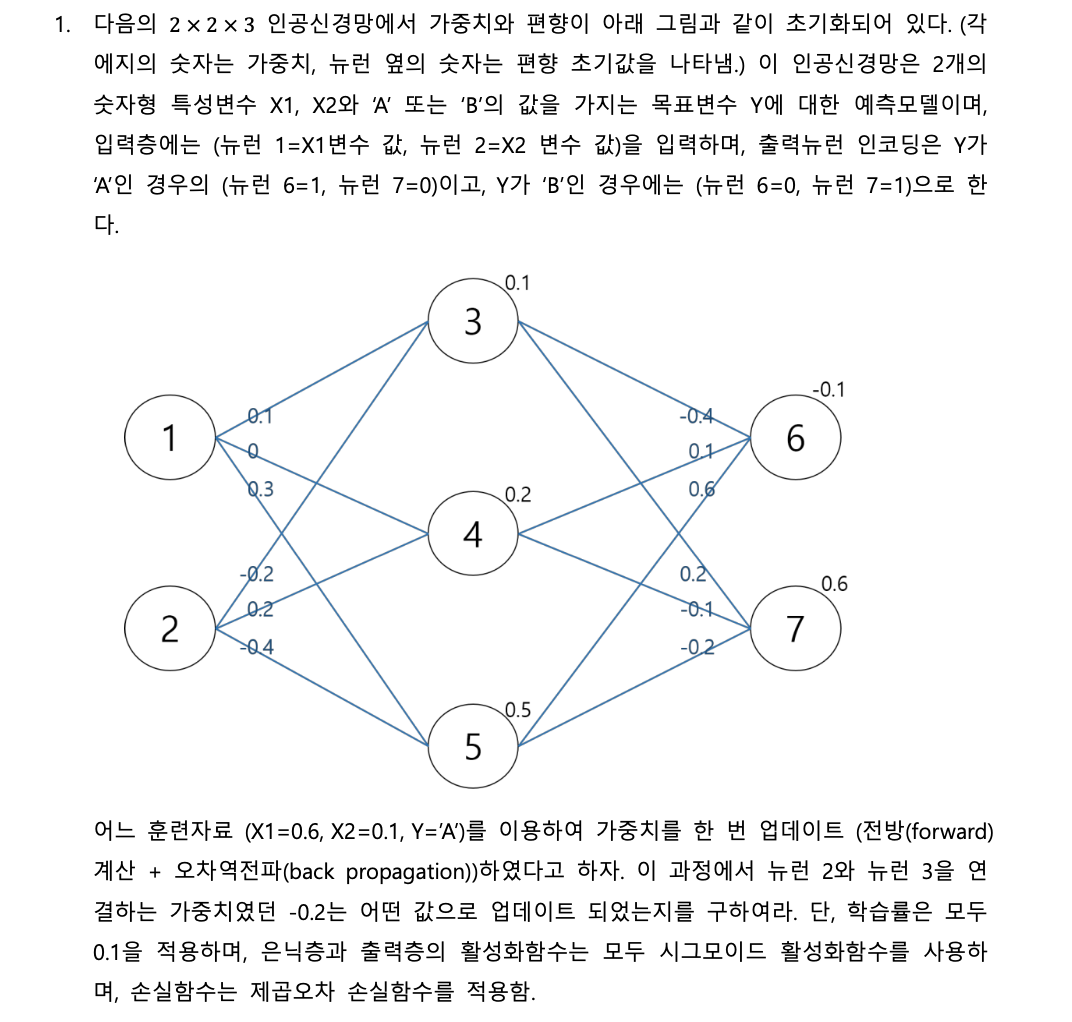 1. 다음의 2 × 2 × 3 인공신경망에서 가중치와 편향이 아래 그림과 같이 초기화되어 있다. (각
에지의 숫자는 가중치, 뉴런 옆의 숫자는 편향 초기값을 나타냄.) 이 인공신경망은 2개의
숫자형 특성변수 X1, X2와 ‘A’ 또는 ‘B’의 값을 가지는 목표변수 Y에 대한 예측모델이며,
입력층에는 (뉴런 1=X1변수 값, 뉴런 2=X2 변수 값)을 입력하며, 출력뉴런 인코딩은 Y가
‘A’인 경우의 (뉴런 6=1, 뉴런 7=0)이고, Y가 ‘B’인 경우에는 (뉴런 6=0, 뉴런 7=1)으로 한
다.
0.1
3
-0.1
1
0.1
0
0.3
-0.4
0.1
0.6
6
0.2
4
-0.2
0.2
-0.4
2
0.2
-0.1
-0.2
0.6
7
0.5
5
어느 훈련자료 (X1=0.6, X2=0.1, Y=‘A’)를 이용하여 가중치를 한 번 업데이트 (전방(forward)
계산 + 오차역전파(back propagation))하였다고 하자. 이 과정에서 뉴런 2와 뉴런 3을 연
결하는 가중치였던 -0.2는 어떤 값으로 업데이트 되었는지를 구하여라. 단, 학습률은 모두
0.1을 적용하며, 은닉층과 출력층의 활성화함수는 모두 시그모이드 활성화함수를 사용하
며, 손실함수는 제곱오차 손실함수를 적용함.